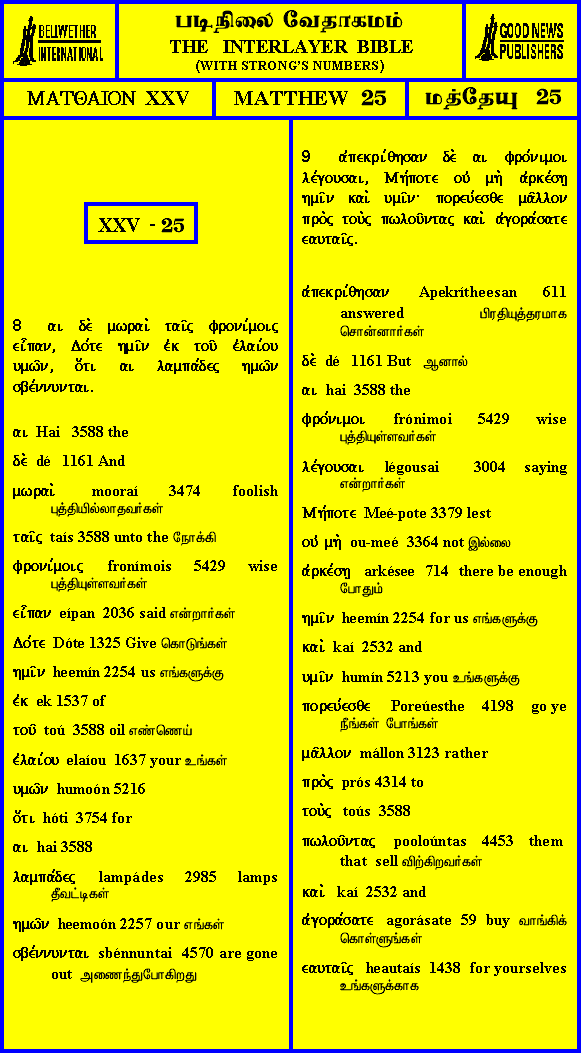 BELLWETHER
INTERNATIONAL
படிநிலை வேதாகமம்
THE INTERLAYER BIBLE
(WITH STRONG'S NUMBERS)
GOOD NEWS
PUBLISHERS
ΜΑΤΘΑΙΟΝ XXV
MATTHEW 25
மத்தேயு 25
XXV - 25
8 αι δὲ μωραὶ ταῖς φρονίμοις
εἶπαν, Δότε ημῖν ἐκ τοῦ ἐλαίου
υμῶν, ὅτι αι λαμπάδες ημῶν
σβέννυνται.
αι Hai 3588 the
δὲ dé 1161 And
μωραὶ mooraí 3474 foolish
புத்தியில்லாதவர்கள்
ταῖς taís 3588 unto the நோக்கி
φρονίμοις fronímois 5429 wise
புத்தியுள்ளவர்கள்
εἶπαν eípan 2036 said என்றார்கள்
Δότε Dóte 1325 Give கொடுங்கள்
ημῖν heemín 2254 us எங்களுக்கு
ἐκ ek 1537 of
τοῦ toú 3588 oil எண்ணெய்
ἐλαίου elaíou 1637 your உங்கள்
υμῶν humoón 5216
ὅτι hóti 3754 for
αι hai 3588
λαμπάδες lampádes 2985 lamps
தீவட்டிகள்
ημῶν heemoón 2257 our எங்கள்
σβέννυνται sbénnuntai 4570 are gone
out அணைந்துபோகிறது
9 ἀπεκρίθησαν δὲ αι φρόνιμοι
λέγουσαι, Μήποτε οὐ μὴ ἀρκέσῃ
ημῖν καὶ υμῖν· πορεύεσθε μᾶλλον
πρὸς τοὺς πωλοῦντας καὶ ἀγοράσατε
εαυταῖς.
ἀπεκρίθησαν Apekrítheesan 611
answered பிரதியுத்தரமாக
சொன்னார்கள்
δὲ dé 1161 But ஆனால்
αι hai 3588 the
φρόνιμοι frónimoi 5429 wise
புத்தியுள்ளவர்கள்
λέγουσαι légousai 3004 saying
என்றார்கள்
Μήποτε Meé-pote 3379 lest
οὐ μὴ ou-meé 3364 not இல்லை
ἀρκέσῃ arkésee 714 there be enough
போதும்
ημῖν heemín 2254 for us எங்களுக்கு
καὶ kaí 2532 and
υμῖν humín 5213 you உங்களுக்கு
πορεύεσθε Poreúesthe 4198 go ye
நீங்கள் போங்கள்
μᾶλλον mállon 3123 rather
πρὸς prós 4314 to
τοὺς toús 3588
πωλοῦντας pooloúntas 4453 them
that sell விற்கிறவர்கள்
καὶ kaí 2532 and
ἀγοράσατε agorásate 59 buy வாங்கிக்
கொள்ளுங்கள்
εαυταῖς heautaís 1438 for yourselves
உங்களுக்காக